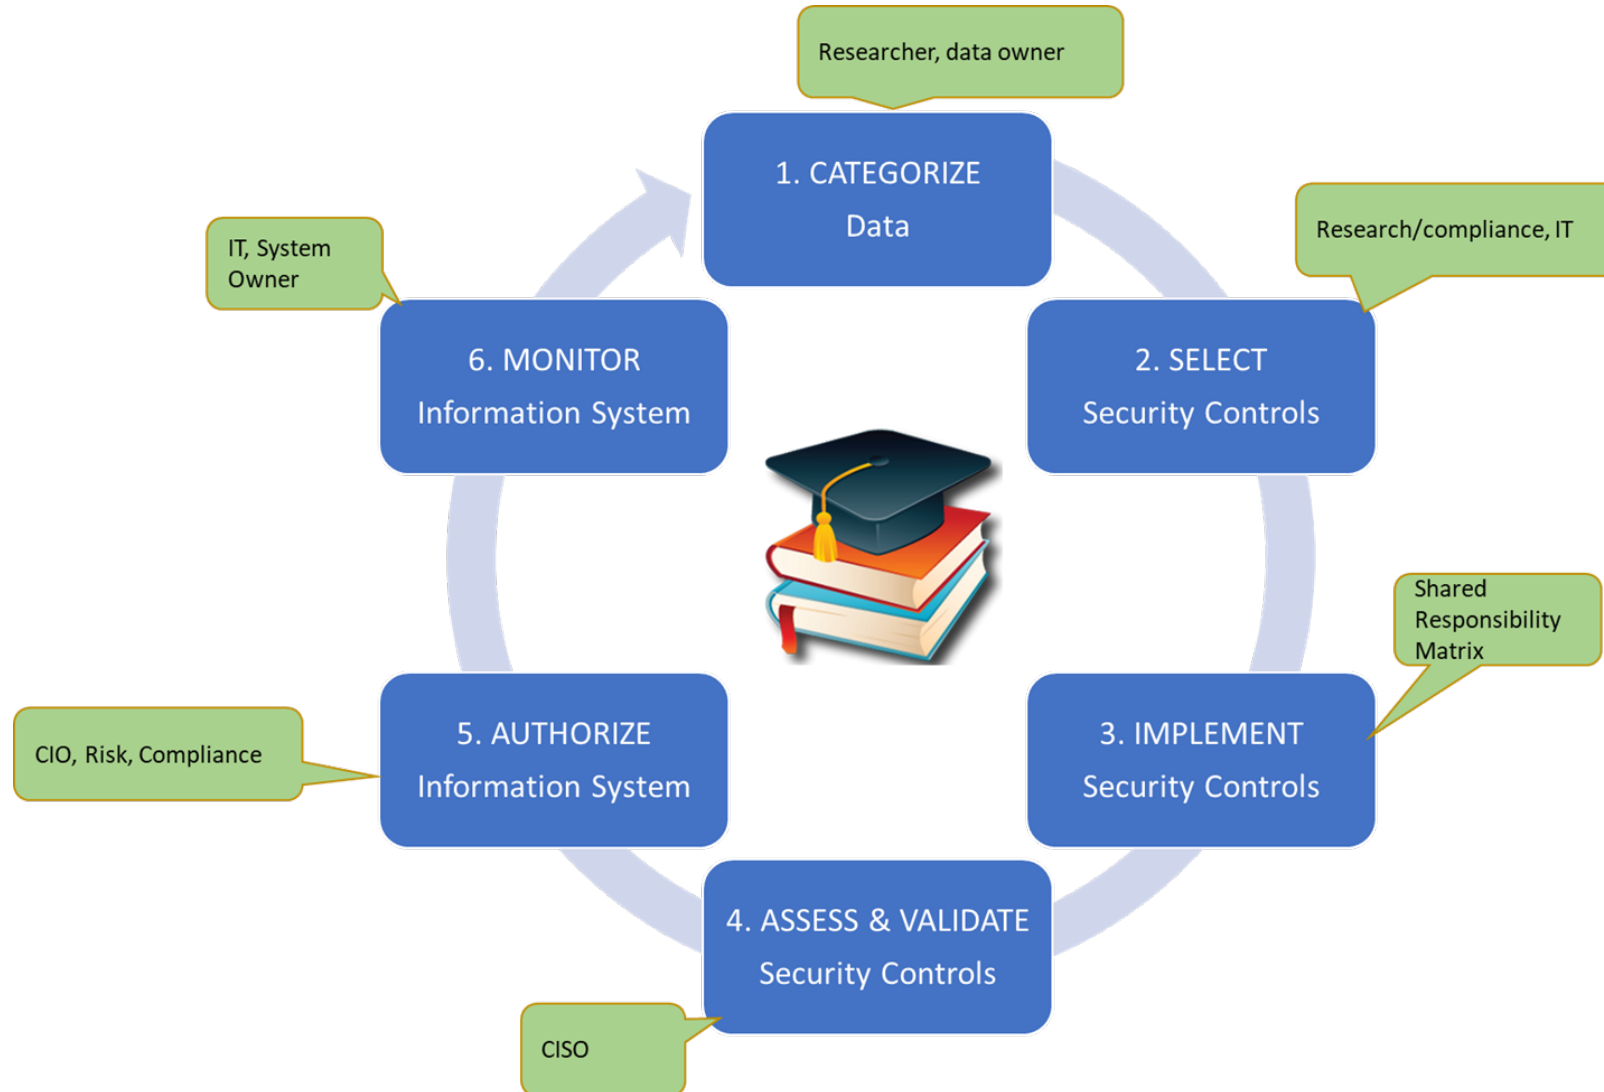 Researcher, data owner
1. CATEGORIZE
Data
Research/compliance, IT
2. SELECT
Security Controls
Shared
Responsibility
Matrix
3. IMPLEMENT
Security Controls
4. ASSESS & VALIDATE
Security Controls
CISO
5. AUTHORIZE
Information System
CIO, Risk, Compliance
6. MONITOR
Information System
IT, System
Owner